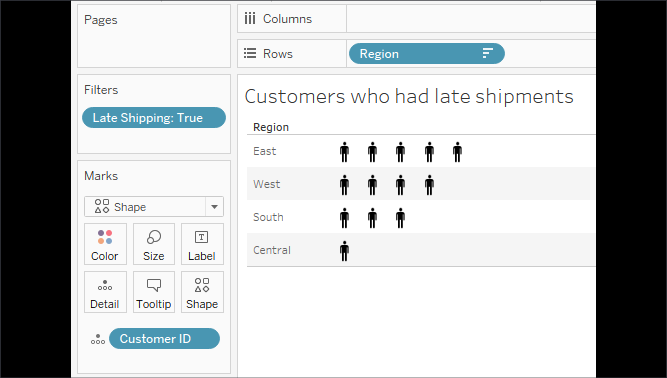 Pages
Columns
Rows
Region
Filters
Late Shipping: True
Customers who had late shipments
Region
East
West
South
Central
Marks
Shape
Color
Size
Label
Detail
Tooltip
Shape
Customer ID